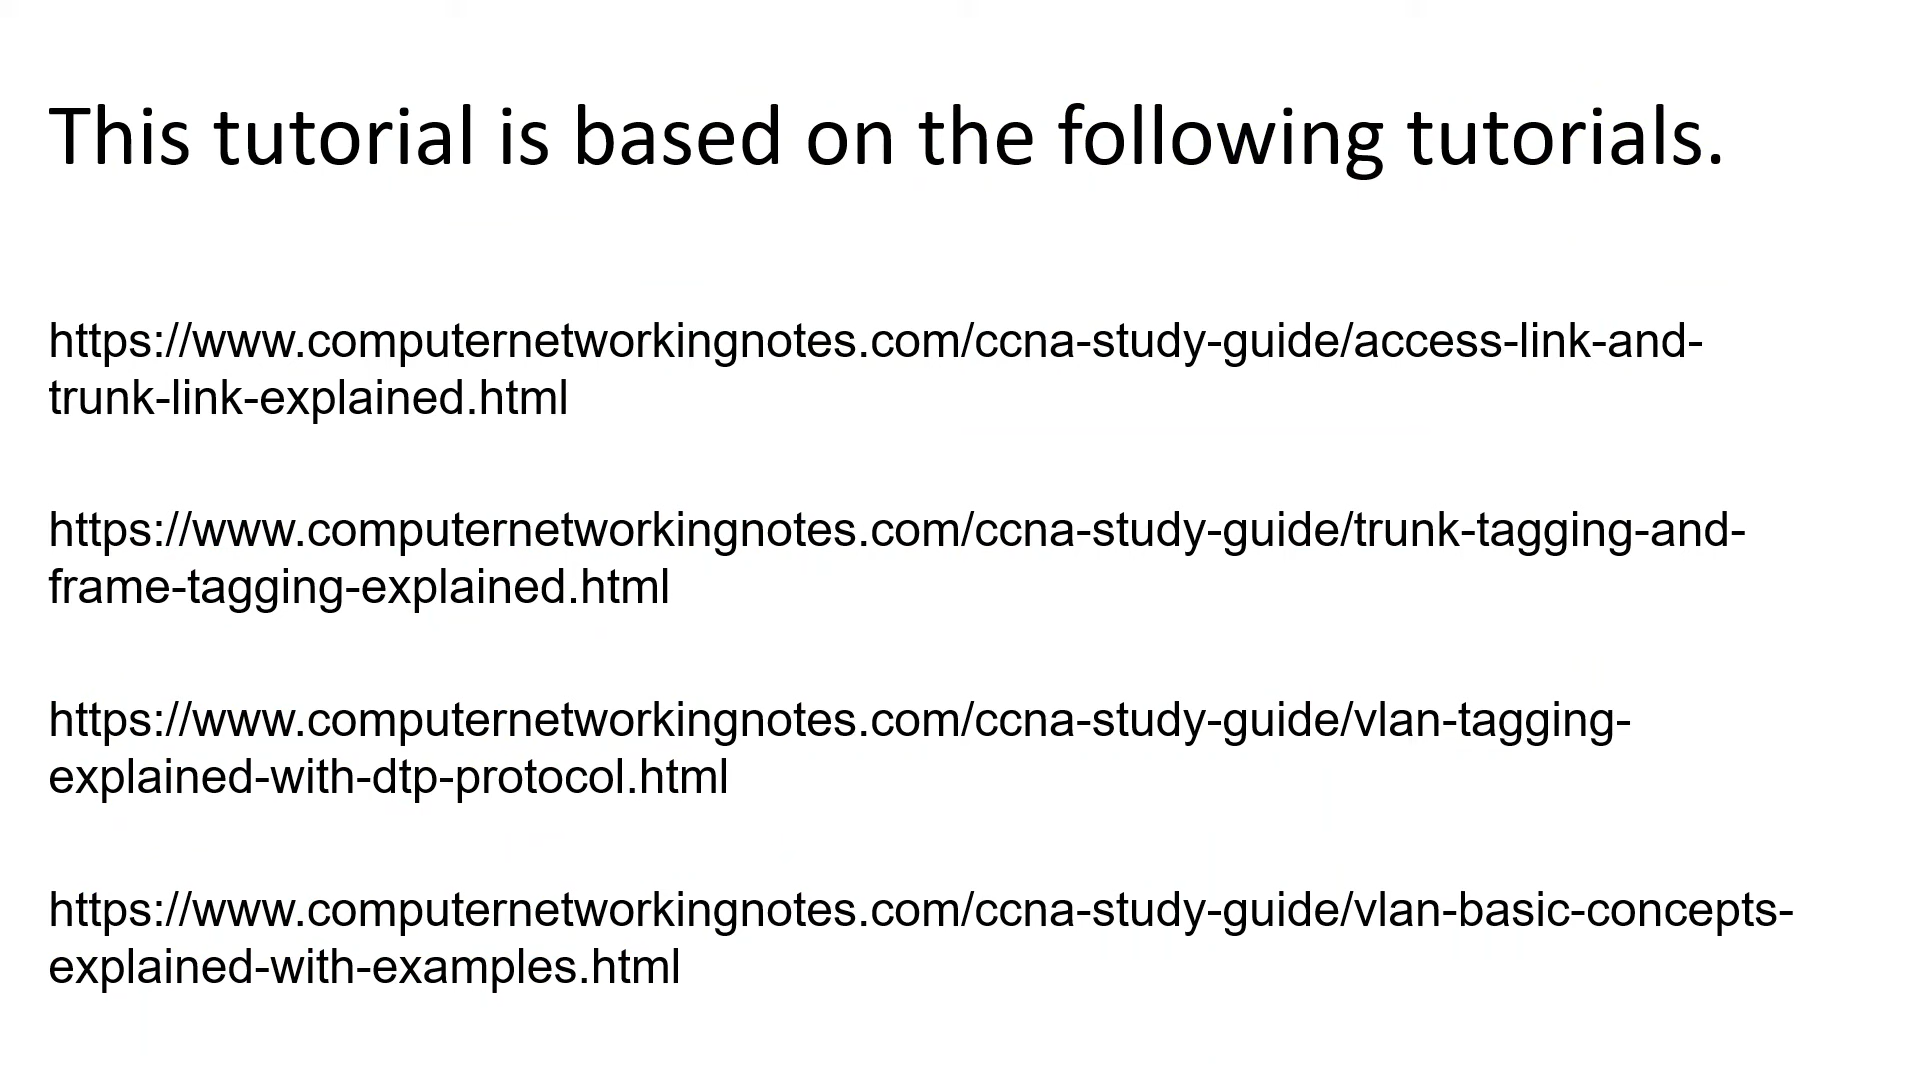 This tutorial is based on the following tutorials.
https://www.computernetworkingnotes.com/ccna-study-guide/access-link-and-
trunk-link-explained.html
https://www.computernetworkingnotes.com/ccna-study-guide/trunk-tagging-and-
frame-tagging-explained.html
https://www.computernetworkingnotes.com/ccna-study-guide/vlan-tagging-
explained-with-dtp-protocol.html
https://www.computernetworkingnotes.com/ccna-study-guide/vlan-basic-concepts-
explained-with-examples.html